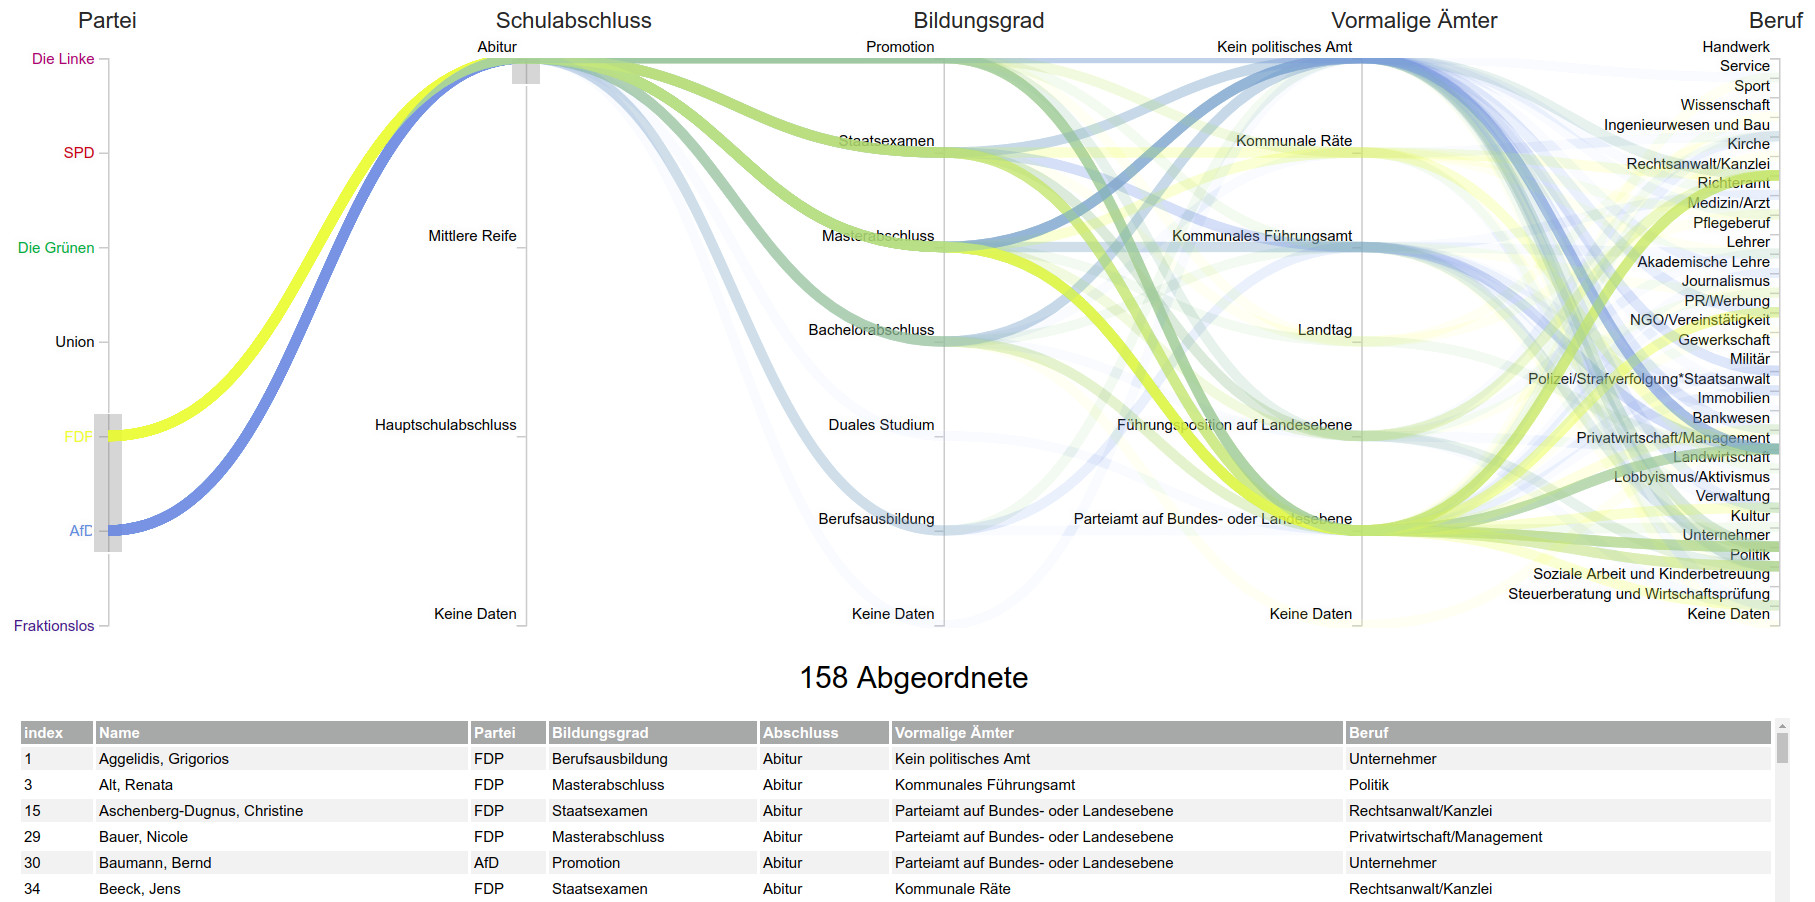 Partei Schulabschluss Bildungsgrad Vormalige Ämter Beruf
Die Linke
SPD
Die Grünen
Union
FDP
AfD
Fraktionslos
Abitur
Mittlere Reife
Hauptschulabschluss
Keine Daten
Promotion
Staatsexamen
Masterabschluss
Bachelorabschluss
Duales Studium
Berufsausbildung
Keine Daten
Kein politisches Amt
Kommunale Räte
Kommunales Führungsamt
Landtag
Führungsposition auf Landesebene
Parteiamt auf Bundes- oder Landesebene
Keine Daten
Handwerk
Service
Sport
Wissenschaft
Ingenieurwesen und Bau
Kirche
Rechtsanwalt/Kanzlei
Richteramt
Medizin/Arzt
Pflegeberuf
Lehrer
Akademische Lehre
Journalismus
PR/Werbung
NGO/Vereinstätigkeit
Gewerkschaft
Militär
Polizei/Strafverfolgung*Staatsanwalt
Immobilien
Bankwesen
Privatwirtschaft/Management
Landwirtschaft
Lobbyismus/Aktivismus
Verwaltung
Kultur
Unternehmer
Politik
Soziale Arbeit und Kinderbetreuung
Steuerberatung und Wirtschaftsprüfung
Keine Daten
158 Abgeordnete
index Name Partei Bildungsgrad Abschluss Vormalige Ämter Beruf
1 Aggelidis, Grigorios FDP Berufsausbildung Abitur Kein politisches Amt Unternehmer
3 Alt, Renata FDP Masterabschluss Abitur Kommunales Führungsamt Politik
15 Aschenberg-Dugnus, Christine FDP Staatsexamen Abitur Parteiamt auf Bundes- oder Landesebene Rechtsanwalt/Kanzlei
29 Bauer, Nicole FDP Masterabschluss Abitur Parteiamt auf Bundes- oder Landesebene Privatwirtschaft/Management
30 Baumann, Bernd AfD Promotion Abitur Parteiamt auf Bundes- oder Landesebene Unternehmer
34 Beeck, Jens FDP Staatsexamen Abitur Kommunale Räte Rechtsanwalt/Kanzlei